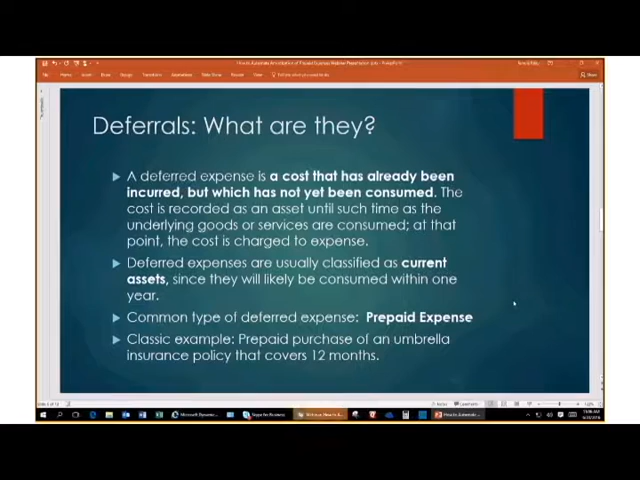 Deferrals: What are they?
A deferred expense is a cost that has already been
incurred, but which has not yet been consumed. The
cost is recorded as an asset until such time as the
underlying goods or services are consumed; at that
point, the cost is charged to expense.
Deferred expenses are usually classified as current
assets, since they will likely be consumed within one
year.
Common type of deferred expense: Prepaid Expense
Classic example: Prepaid purchase of an umbrella
insurance policy that covers 12 months.
Skype for Business